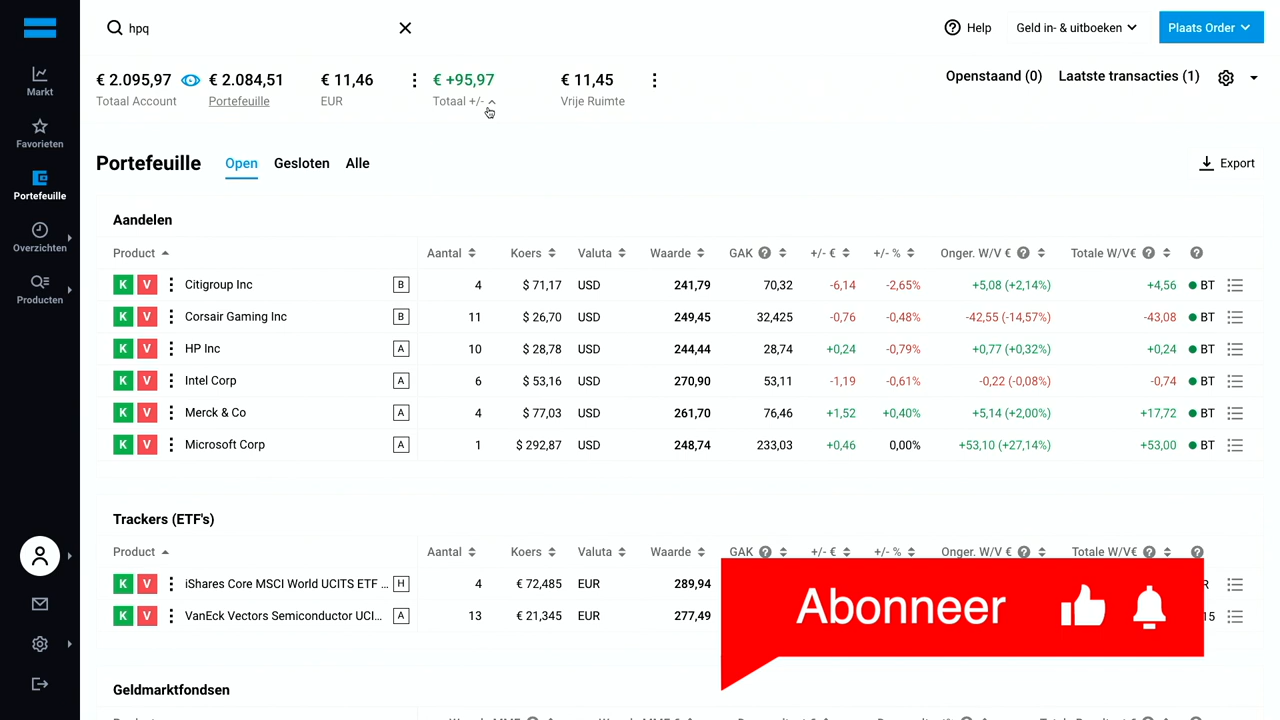 hpq
Help
Geld in- & uitboeken
Plaats Order
€ 2.095,97 € 2.084,51 € 11,46 € +95,97 € 11,45
Totaal Account Portefeuille EUR Totaal +/- Vrije Ruimte
Openstaand (0) Laatste transacties (1)
Markt
Favorieten
Portefeuille
Overzichten
Producten
Portefeuille Open Gesloten Alle Export
Aandelen
Product Aantal Koers Valuta Waarde GAK +/- € +/- % Onger. W/V € Totale W/V€
K V Citigroup Inc B 4 $ 71,17 USD 241,79 70,32 -6,14 -2,65% +5,08 (+2,14%) +4,56 BT
K V Corsair Gaming Inc B 11 $ 26,70 USD 249,45 32,425 -0,76 -0,48% -42,55 (-14,57%) -43,08 BT
K V HP Inc A 10 $ 28,78 USD 244,44 28,74 +0,24 -0,79% +0,77 (+0,32%) +0,24 BT
K V Intel Corp A 6 $ 53,16 USD 270,90 53,11 -1,19 -0,61% -0,22 (-0,08%) -0,74 BT
K V Merck & Co A 4 $ 77,03 USD 261,70 76,46 +1,52 +0,40% +5,14 (+2,00%) +17,72 BT
K V Microsoft Corp A 1 $ 292,87 USD 248,74 233,03 +0,46 0,00% +53,10 (+27,14%) +53,00 BT
Trackers (ETF's)
Product Aantal Koers Valuta Waarde GAK +/- € +/- % Onger. W/V € Totale W/V€
K V iShares Core MSCI World UCITS ETF ... H 4 € 72,485 EUR 289,94
K V VanEck Vectors Semiconductor UCI... A 13 € 21,345 EUR 277,49 15
Abonneer
Geldmarktfondsen